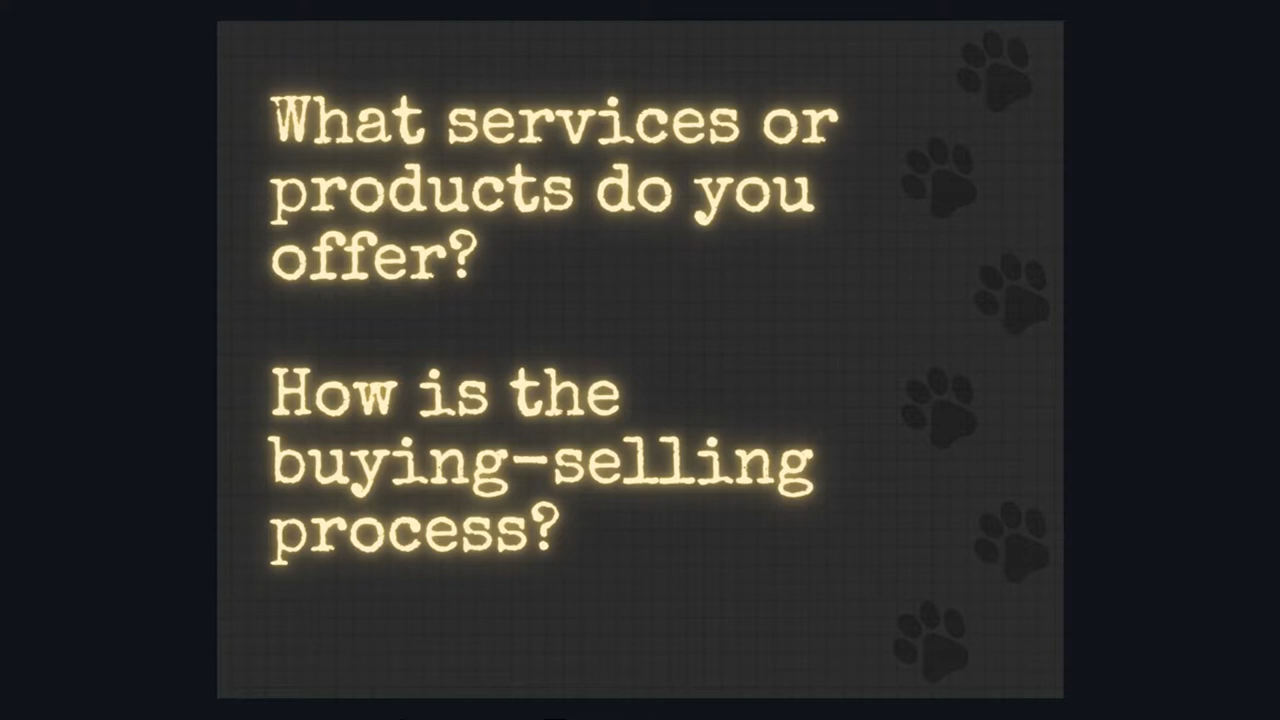 What services or
products do you
offer?
How is the
buying-selling
process?